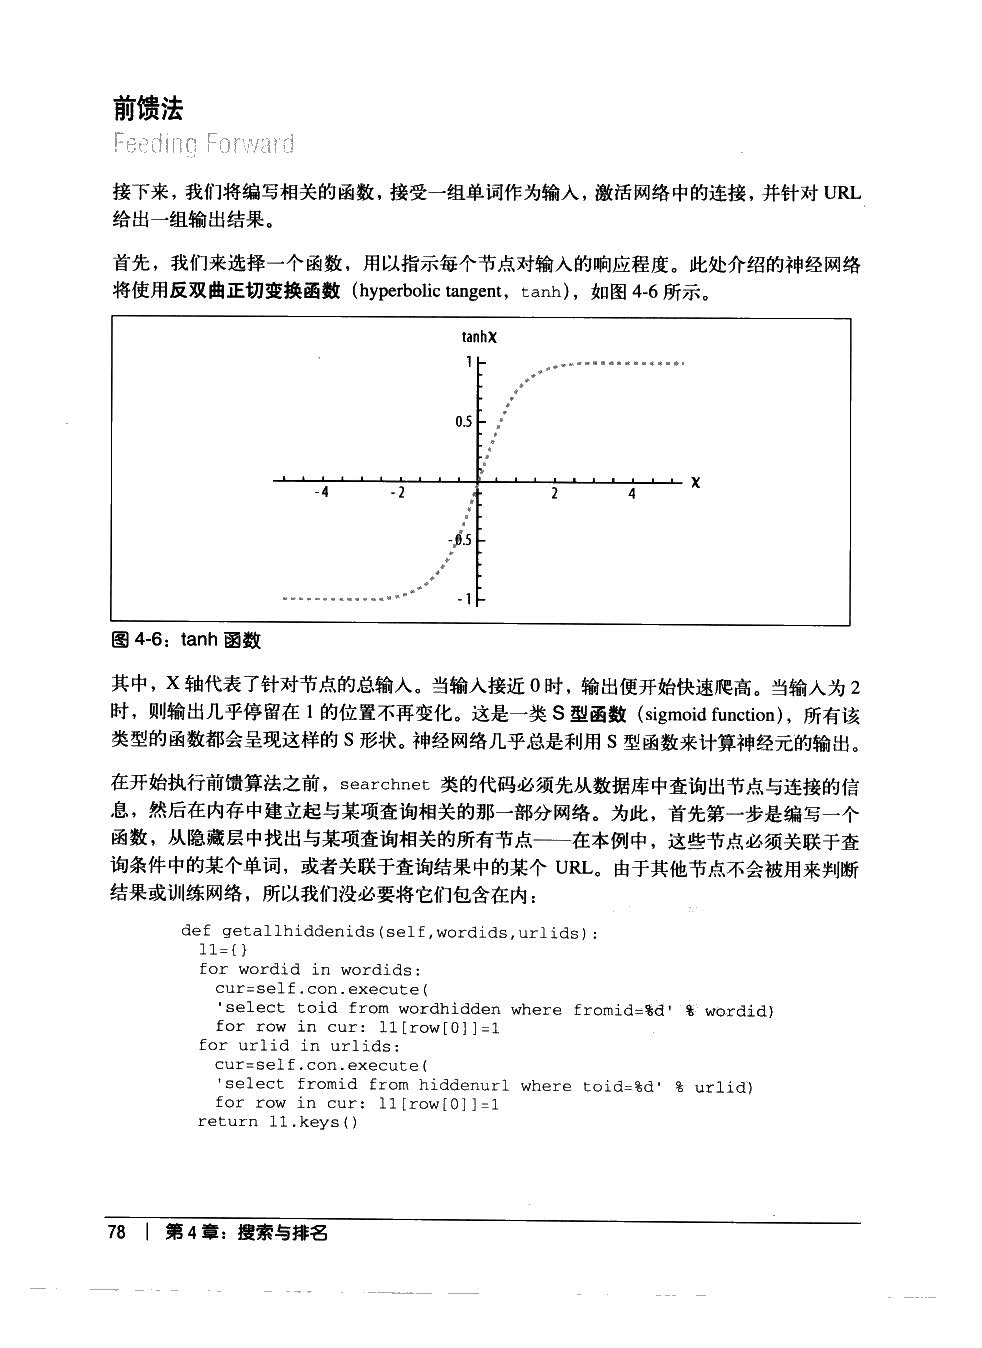 前馈法
Feeding Forward
接下来，我们将编写相关的函数，接受一组单词作为输入，激活网络中的连接，并针对 URL
给出一组输出结果。
首先，我们来选择一个函数，用以指示每个节点对输入的响应程度。此处介绍的神经网络
将使用反双曲正切变换函数（hyperbolic tangent，tanh），如图 4-6 所示。
tanhX
1
0.5
-4 -2 2 4 X
-0.5
-1
图 4-6：tanh 函数
其中，X 轴代表了针对节点的总输入。当输入接近 0 时，输出便开始快速爬高。当输入为 2
时，则输出几乎停留在 1 的位置不再变化。这是一类 S 型函数（sigmoid function），所有该
类型的函数都会呈现这样的 S 形状。神经网络几乎总是利用 S 型函数来计算神经元的输出。
在开始执行前馈算法之前，searchnet 类的代码必须先从数据库中查询出节点与连接的信
息，然后在内存中建立起与某项查询相关的那一部分网络。为此，首先第一步是编写一个
函数，从隐藏层中找出与某项查询相关的所有节点——在本例中，这些节点必须关联于查
询条件中的某个单词，或者关联于查询结果中的某个 URL。由于其他节点不会被用来判断
结果或训练网络，所以我们没必要将它们包含在内：
def getallhiddenids(self,wordids,urlids):
l1={}
for wordid in wordids:
cur=self.con.execute(
'select toid from wordhidden where fromid=%d' % wordid)
for row in cur: l1[row[0]]=1
for urlid in urlids:
cur=self.con.execute(
'select fromid from hiddenurl where toid=%d' % urlid)
for row in cur: l1[row[0]]=1
return l1.keys()
78 | 第 4 章：搜索与排名